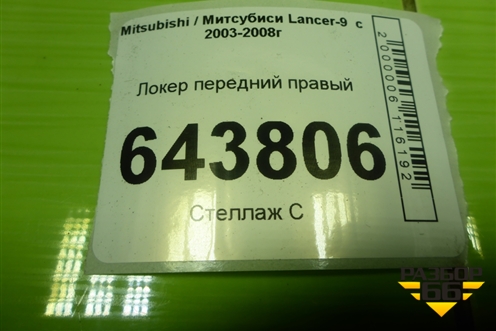 Mitsubishi / Митсубиси Lancer-9 с
2003-2008г
Локер передний правый
643806
Стеллаж С
2000006116192
РАЗБОР
66